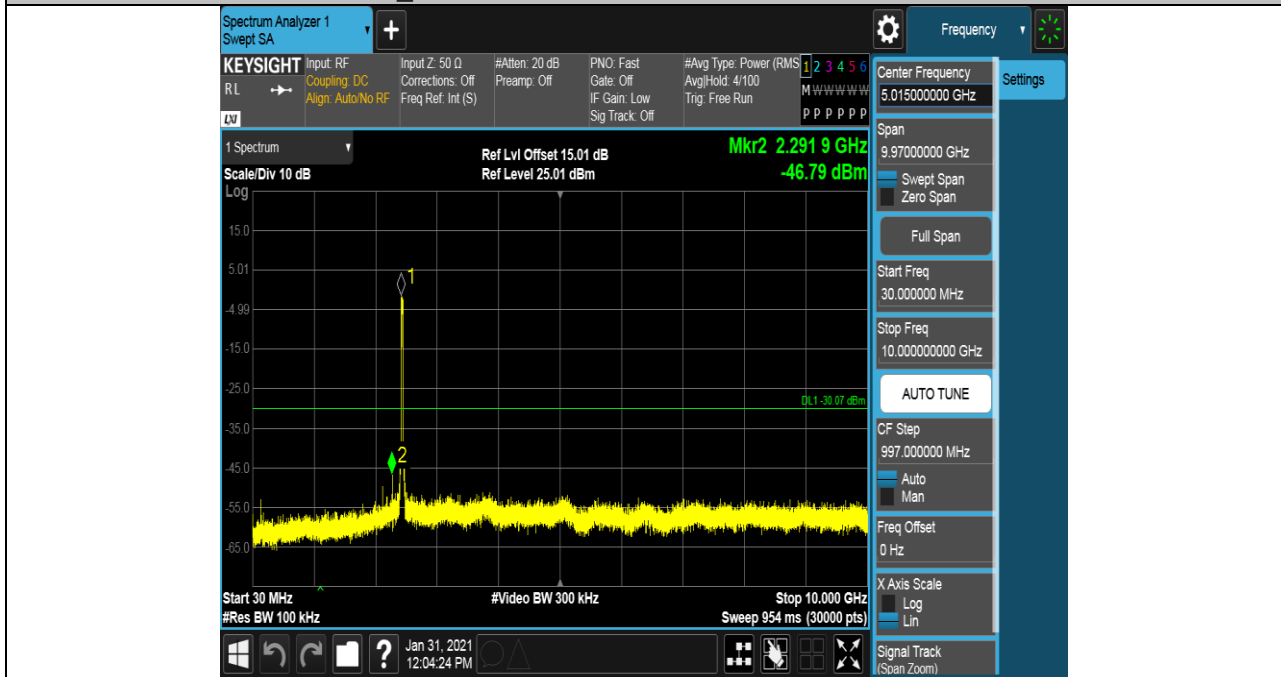 Spectrum Analyzer 1
Swept SA
+
Frequency
KEYSIGHT
RL
LXI
Input: RF
Coupling: DC
Align: Auto/No RF
Input Z: 50 Ω
Corrections: Off
Freq Ref: Int (S)
#Atten: 20 dB
Preamp: Off
PNO: Fast
Gate: Off
IF Gain: Low
Sig Track: Off
#Avg Type: Power (RMS
Avg|Hold: 4/100
Trig: Free Run
1 2 3 4 5 6
M W W W W W
P P P P P P
1 Spectrum
Scale/Div 10 dB
Log
Ref Lvl Offset 15.01 dB
Ref Level 25.01 dBm
Mkr2 2.291 9 GHz
-46.79 dBm
15.0
5.01
-4.99
-15.0
-25.0
-35.0
-45.0
-55.0
-65.0
1
2
DL1 -30.07 dBm
Start 30 MHz
#Res BW 100 kHz
#Video BW 300 kHz
Stop 10.000 GHz
Sweep 954 ms (30000 pts)
?
Jan 31, 2021
12:04:24 PM
Center Frequency
5.015000000 GHz
Settings
Span
9.97000000 GHz
Swept Span
Zero Span
Full Span
Start Freq
30.000000 MHz
Stop Freq
10.000000000 GHz
AUTO TUNE
CF Step
997.000000 MHz
Auto
Man
Freq Offset
0 Hz
X Axis Scale
Log
Lin
Signal Track
(Span Zoom)